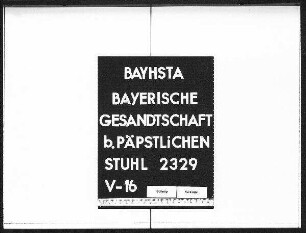 BAYHSTA
BAYERISCHE
GESANDTSCHAFT
b. PÄPSTLiCHEN
STUHL 2329
V-16